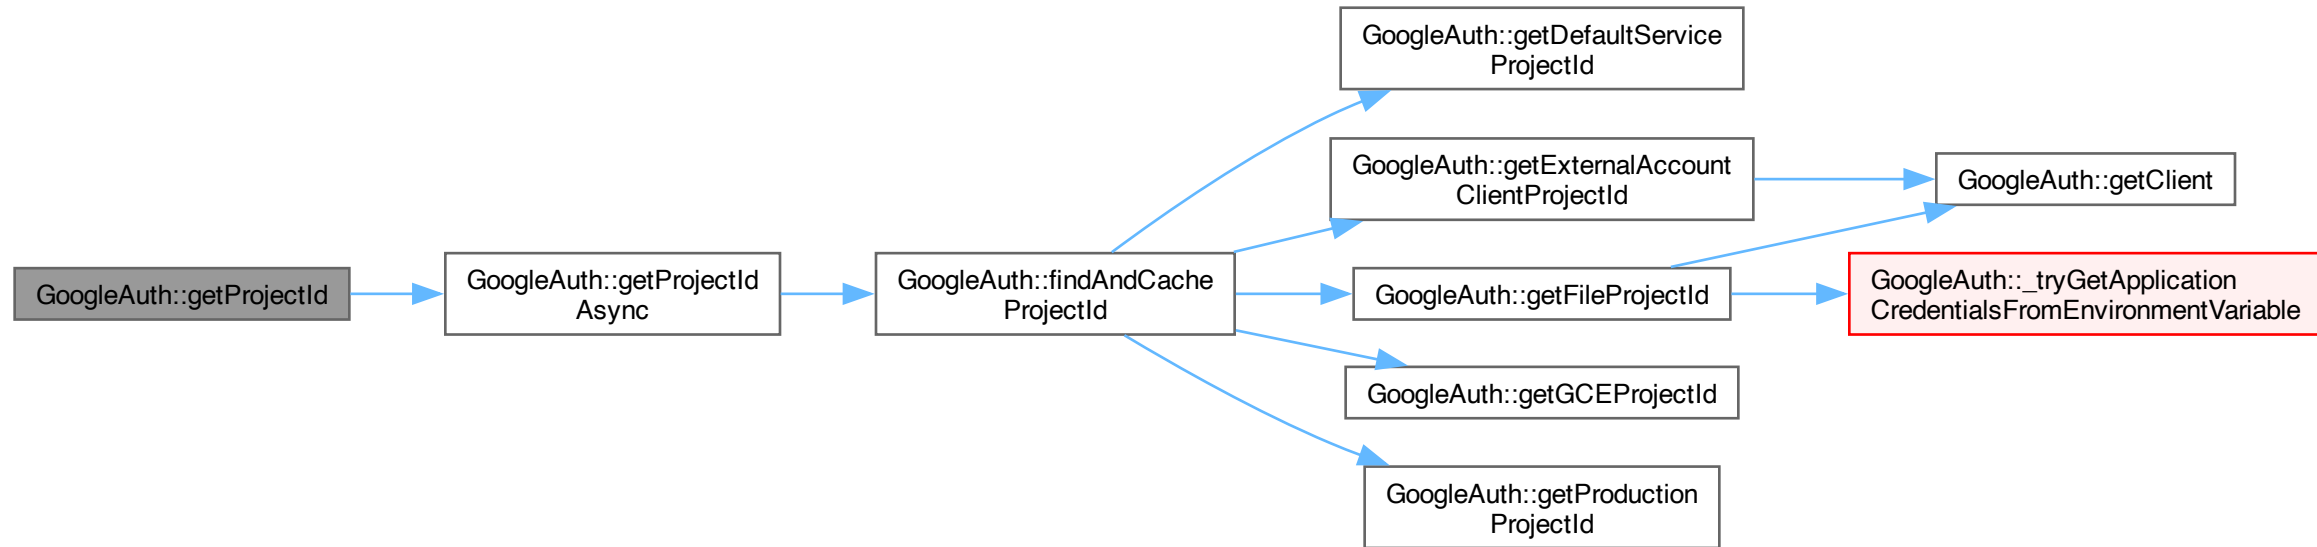 GoogleAuth::getProjectId
GoogleAuth::getProjectId
Async
GoogleAuth::findAndCache
ProjectId
GoogleAuth::getDefaultService
ProjectId
GoogleAuth::getExternalAccount
ClientProjectId
GoogleAuth::getFileProjectId
GoogleAuth::getGCEProjectId
GoogleAuth::getProduction
ProjectId
GoogleAuth::getClient
GoogleAuth::_tryGetApplication
CredentialsFromEnvironmentVariable